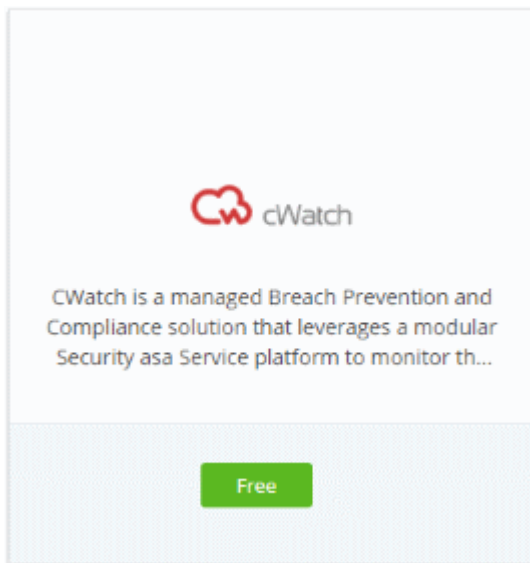 cWatch
CWatch is a managed Breach Prevention and
Compliance solution that leverages a modular
Security asa Service platform to monitor th...
Free